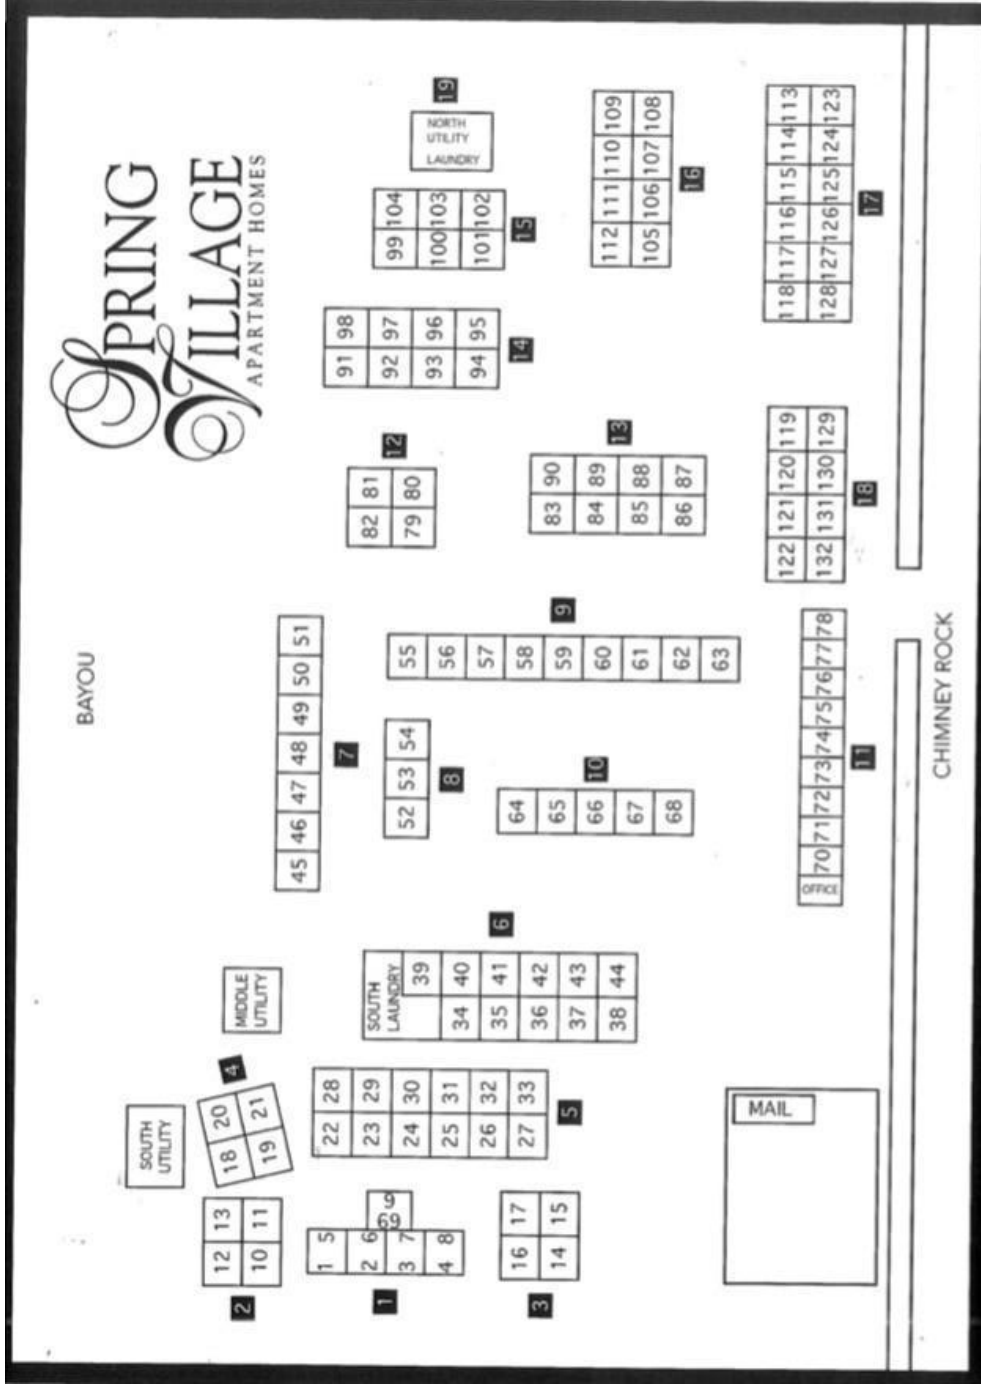 SPRING
VILLAGE
APARTMENT HOMES
BAYOU
SOUTH
UTILITY
MIDDLE
UTILITY
12 13
10 11
2
18 20
19 21
4
1 5
2 6
3 7
4 8
9
69
1
16 17
14 15
3
22 28
23 29
24 30
25 31
26 32
27 33
5
SOUTH
LAUNDRY
39
34 40
35 41
36 42
37 43
38 44
6
45 46 47 48 49 50 51
7
52 53 54
8
55
56
57
58
59
60
61
62
63
9
64
65
66
67
68
10
OFFICE 70 71 72 73 74 75 76 77 78
11
82 81
79 80
12
83 90
84 89
85 88
86 87
13
91 98
92 97
93 96
94 95
14
99 104
100 103
101 102
15
NORTH
UTILITY
LAUNDRY
19
112 111 110 109
105 106 107 108
16
118 117 116 115 114 113
128 127 126 125 124 123
17
122 121 120 119
132 131 130 129
18
MAIL
CHIMNEY ROCK